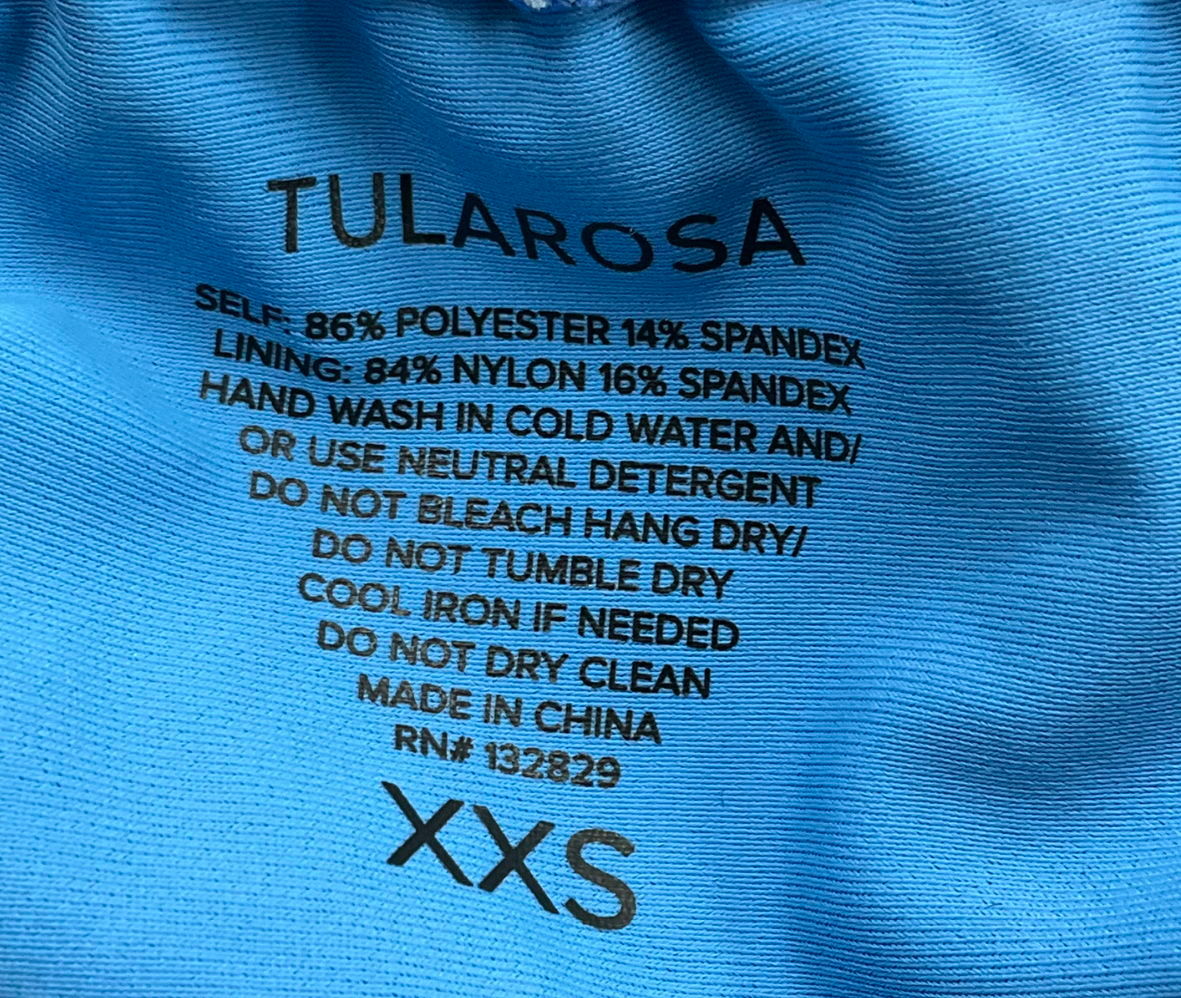 TULAROSA
SELF: 86% POLYESTER 14% SPANDEX
LINING: 84% NYLON 16% SPANDEX
HAND WASH IN COLD WATER AND/
OR USE NEUTRAL DETERGENT
DO NOT BLEACH HANG DRY/
DO NOT TUMBLE DRY
COOL IRON IF NEEDED
DO NOT DRY CLEAN
MADE IN CHINA
RN# 132829
XXS